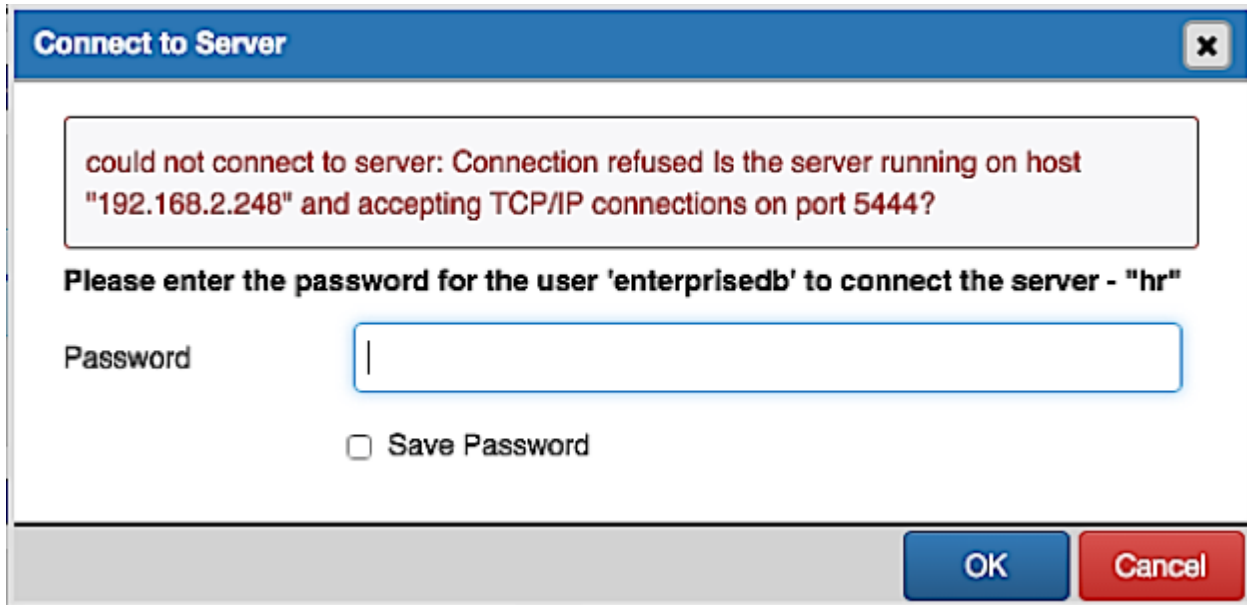 Connect to Server
could not connect to server: Connection refused Is the server running on host
"192.168.2.248" and accepting TCP/IP connections on port 5444?
Please enter the password for the user 'enterprisedb' to connect the server - "hr"
Password
Save Password
OK
Cancel